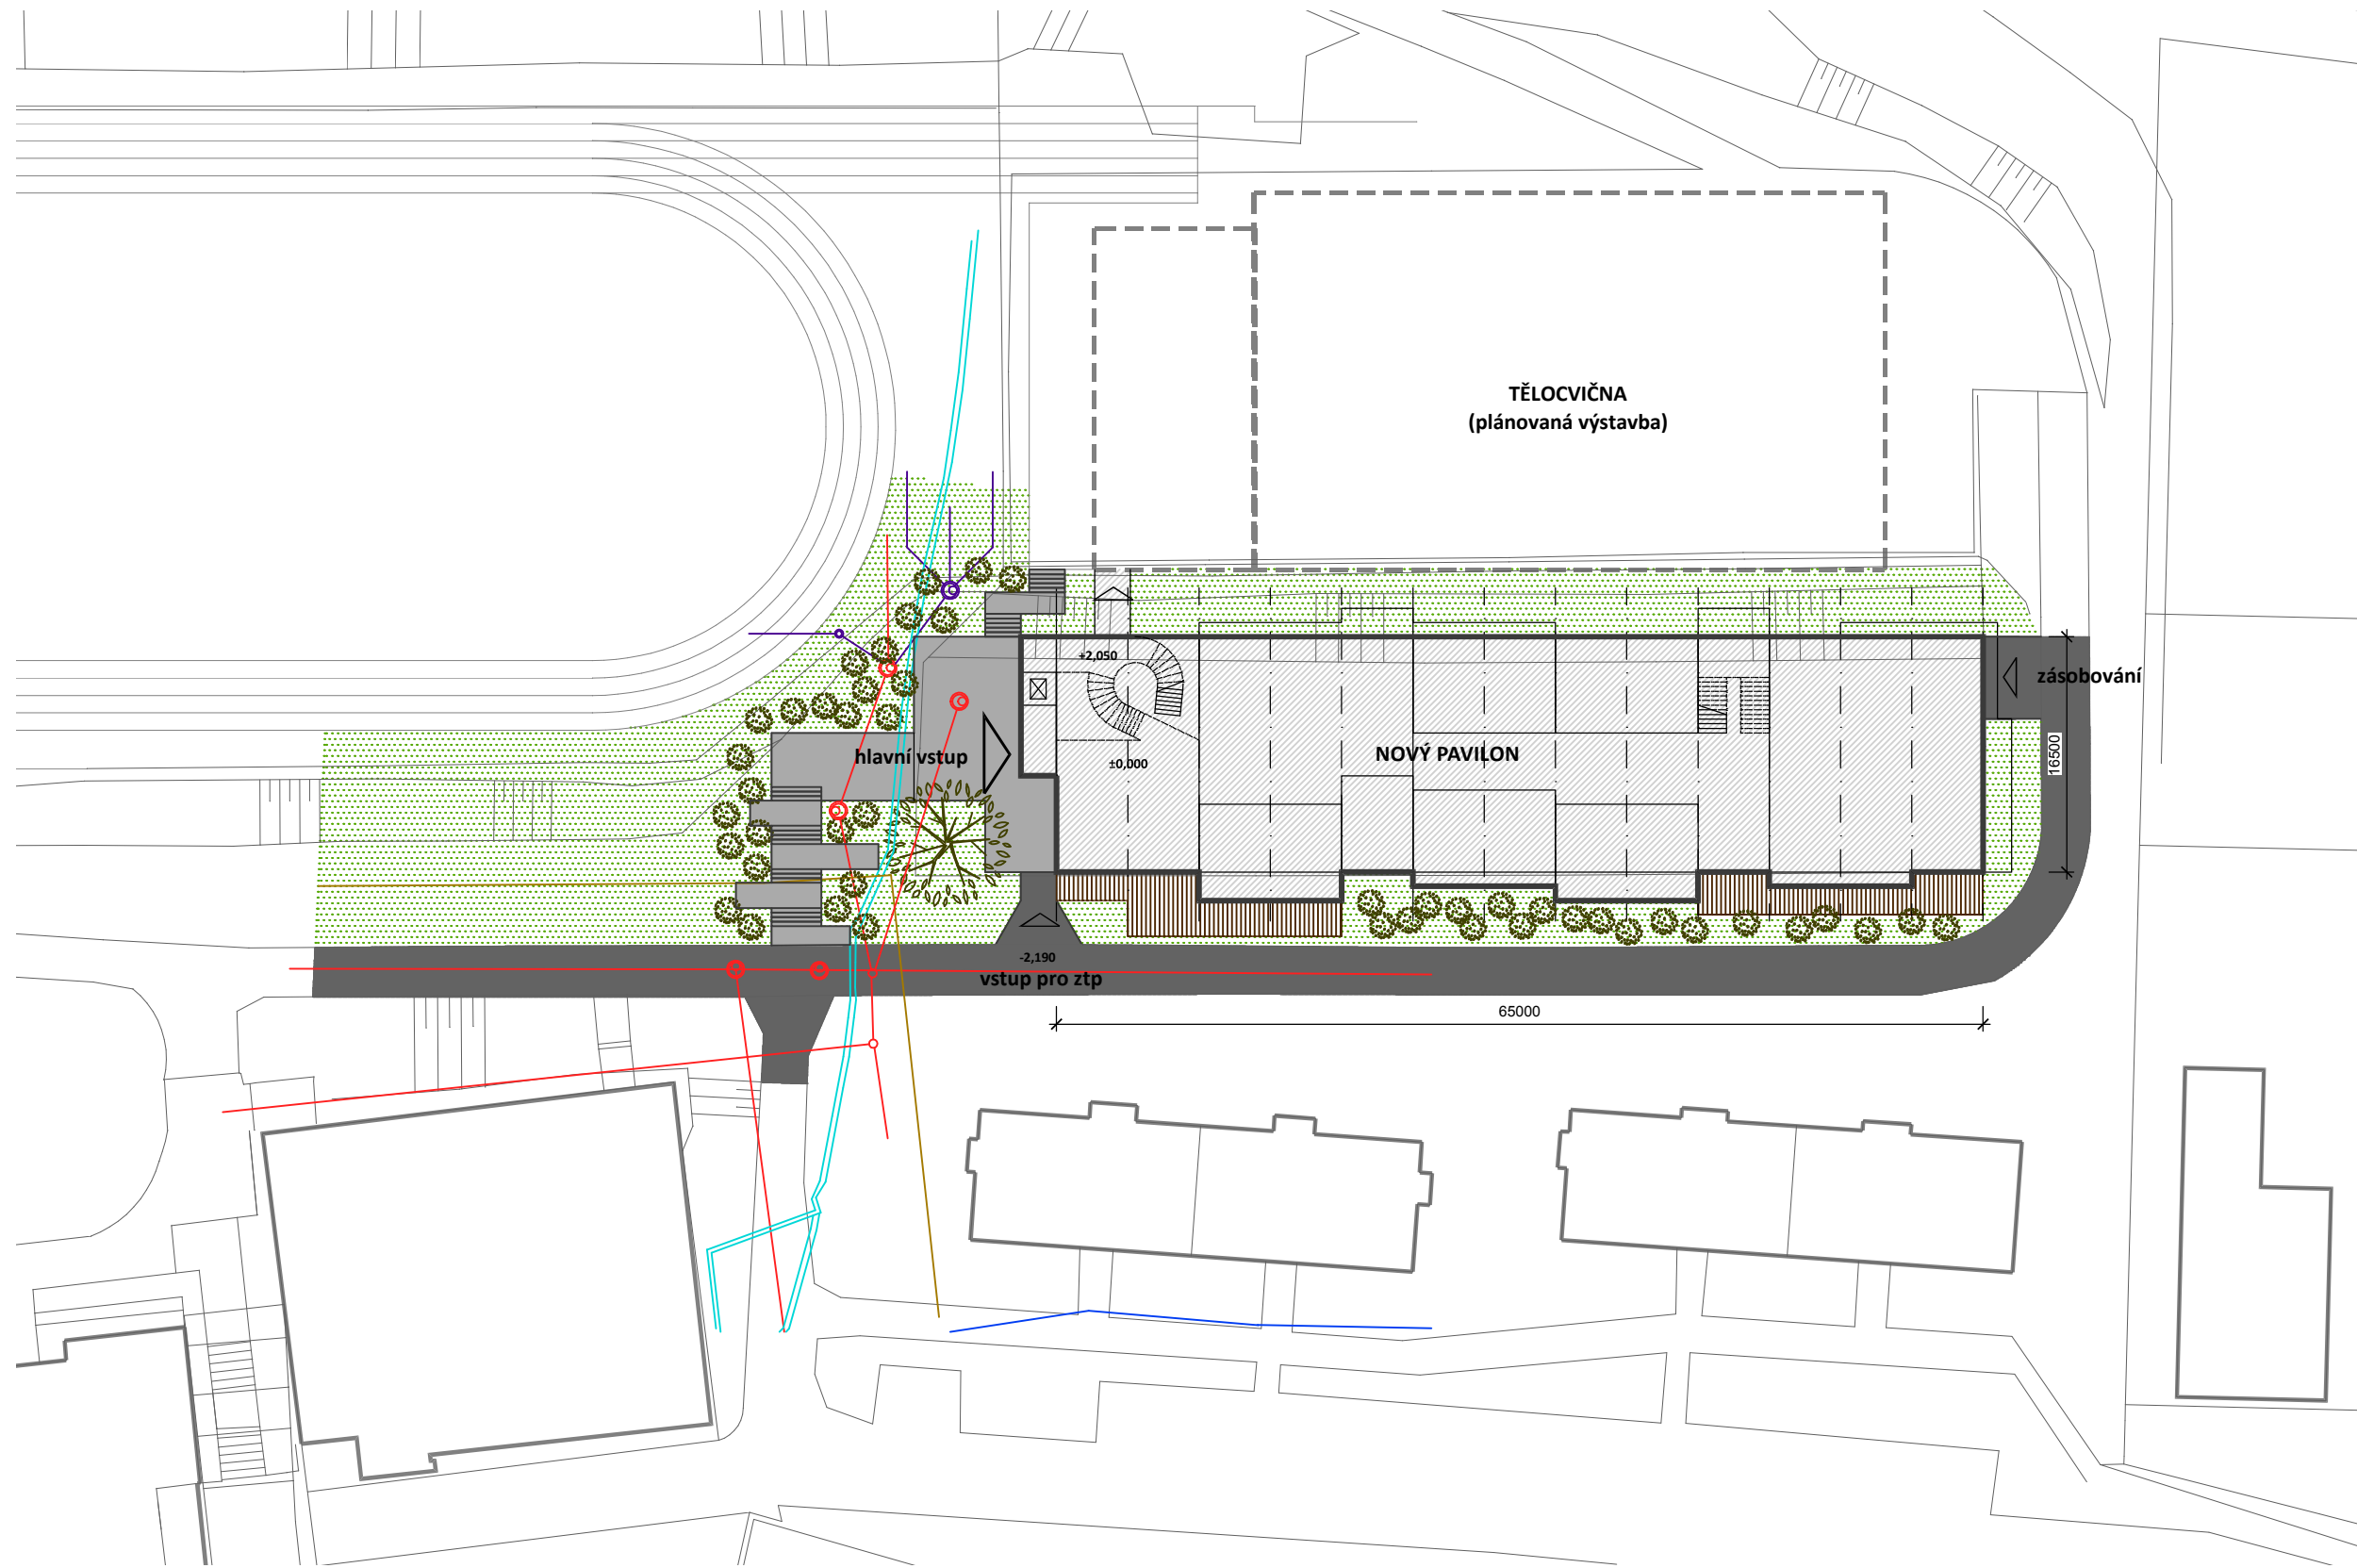 TĚLOCVIČNA
(plánovaná výstavba)
+2,050
zásobování
hlavní vstup
NOVÝ PAVILON
±0,000
16500
-2,190
vstup pro ztp
65000